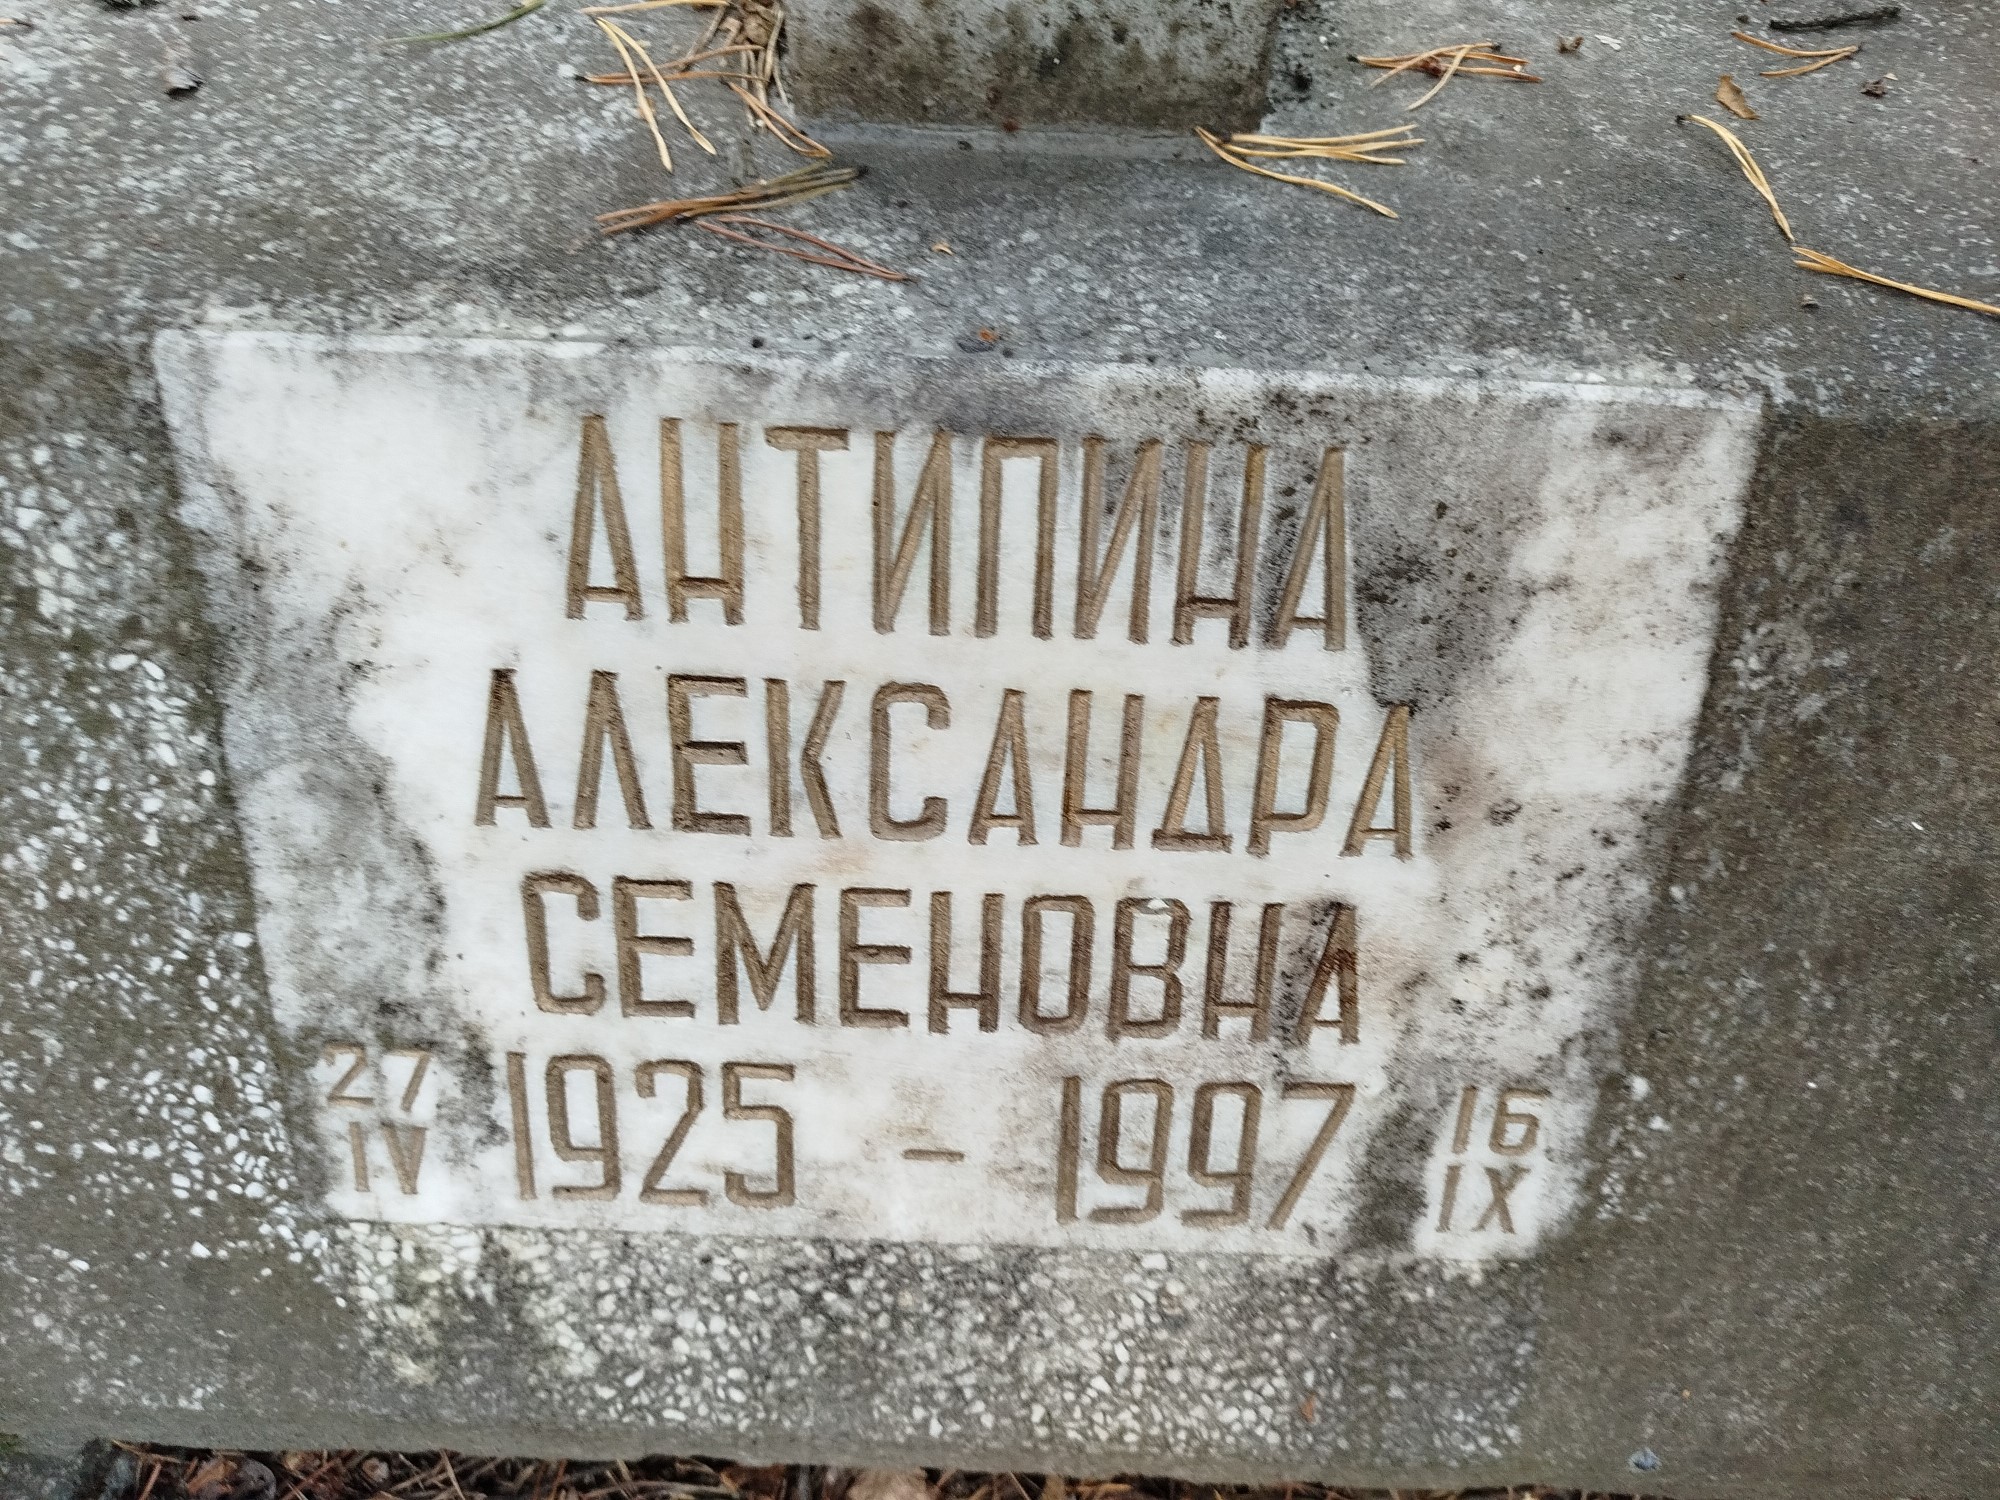 АНТИПИНА
АЛЕКСАНДРА
СЕМЕНОВНА
27 IV 1925 - 1997 16 IX